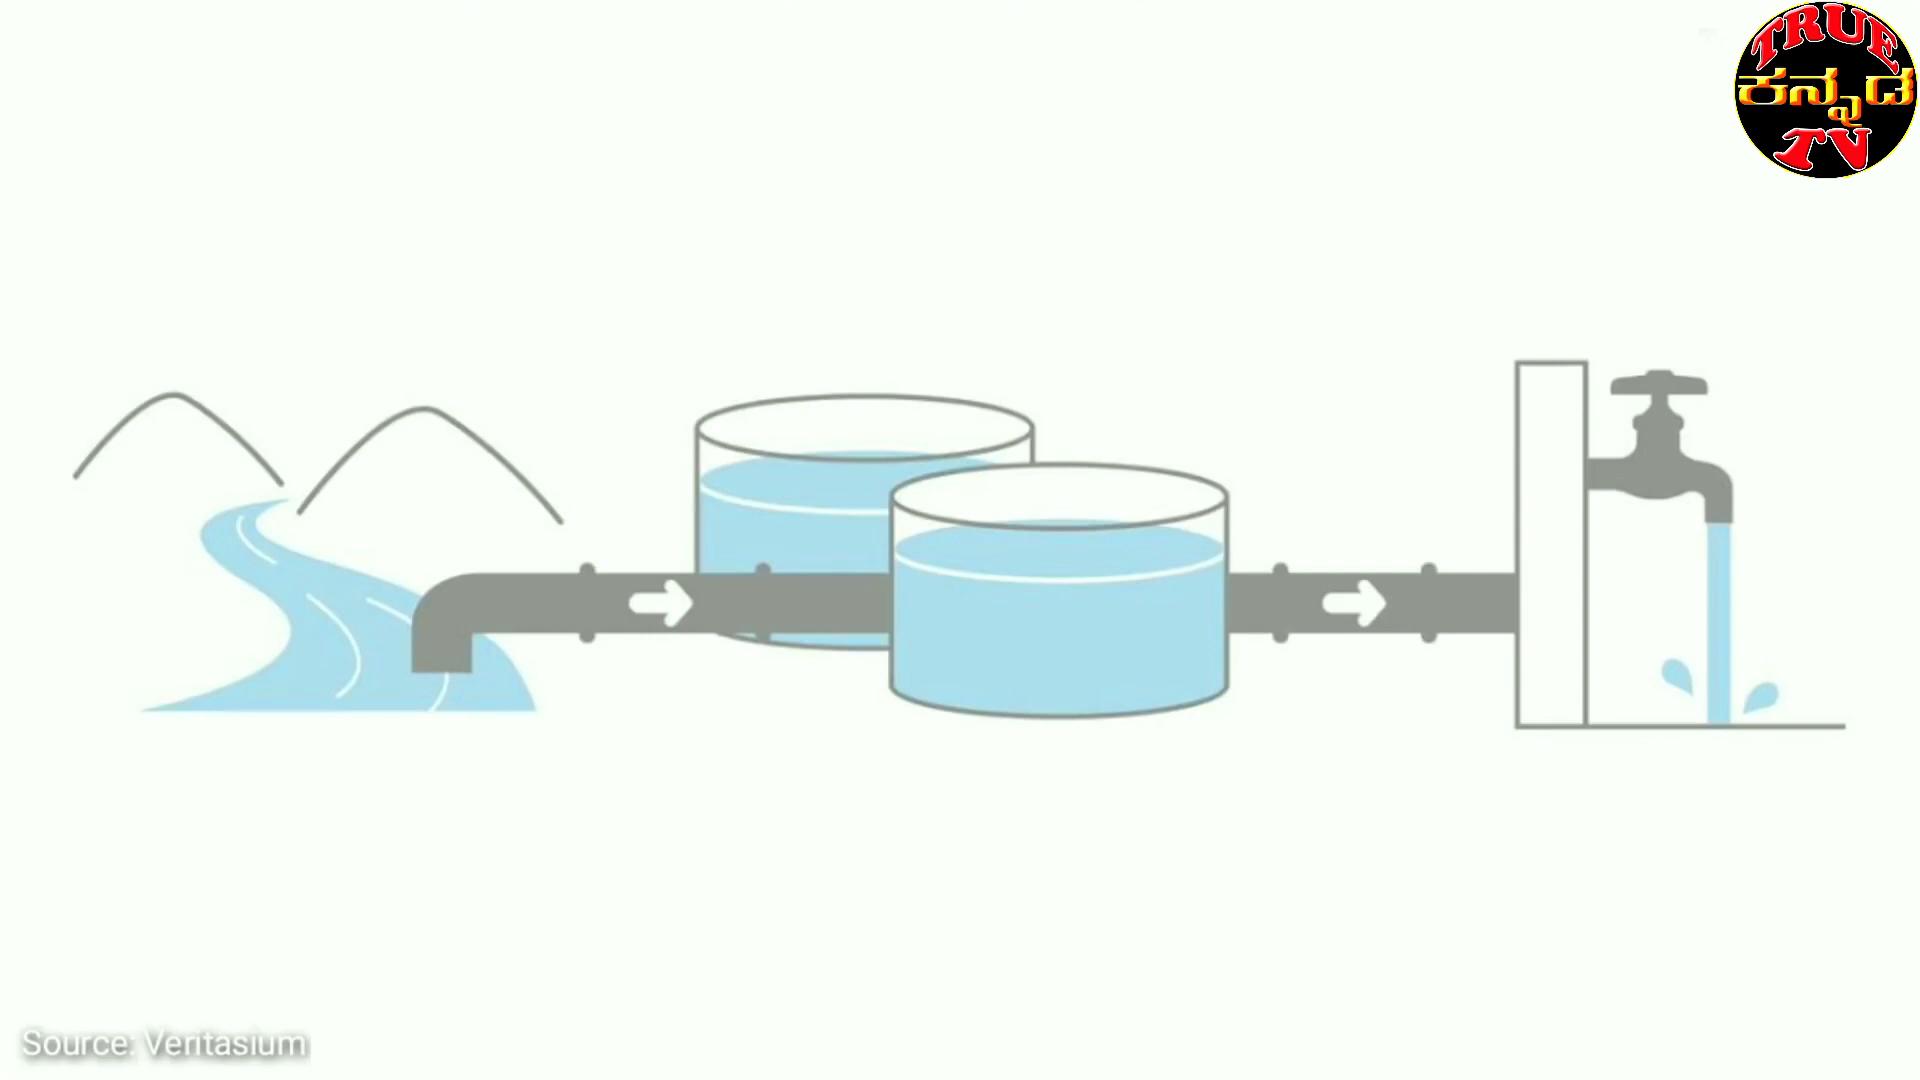 TRUE
ಕನ್ನಡ
TV
Source: Veritasium